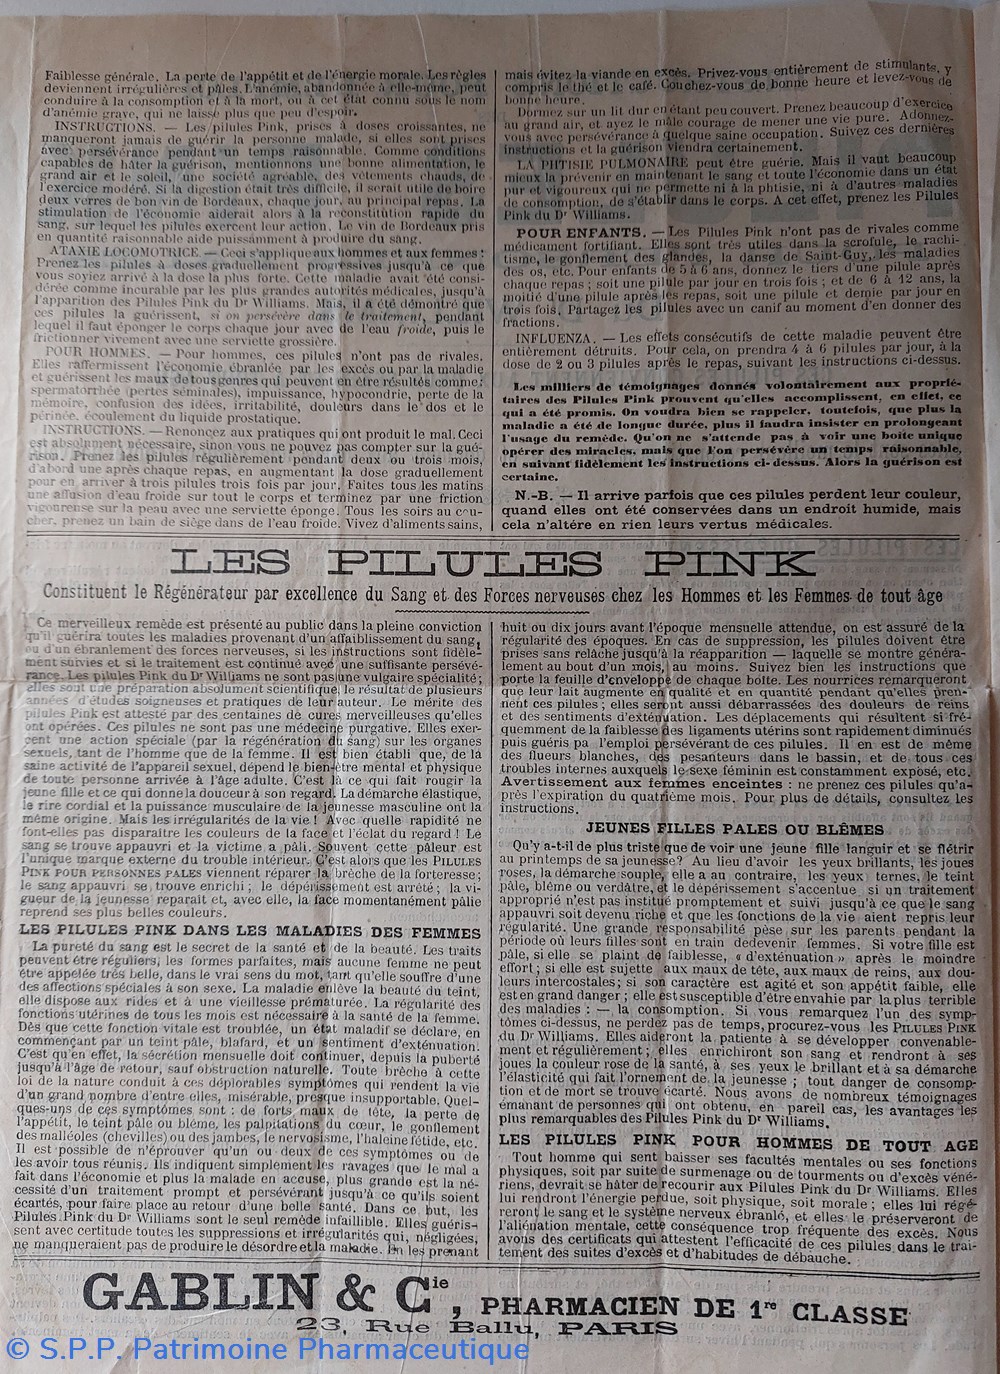 Faiblesse générale. La perte de l'appétit et de l'énergie morale. Les règles
deviennent irrégulières et pâles. L'anémie, abandonnée à elle-même, peut
conduire à la consomption et à la mort, ou à cet état connu sous le nom
d'anémie grave, qui ne laisse plus que peu d'espoir.
INSTRUCTIONS. — Les pilules Pink, prises à doses croissantes, ne
manqueront jamais de guérir la personne malade, si elles sont prises
avec persévérance pendant un temps raisonnable. Comme conditions
capables de hâter la guérison, mentionnons une bonne alimentation, le
grand air et le soleil, une société agréable, des vêtements chauds, de
l'exercice modéré. Si la digestion était très difficile, il serait utile de boire
deux verres de bon vin de Bordeaux, chaque jour, au principal repas. La
stimulation de l'économie aiderait alors à la reconstitution rapide du
sang, sur lequel les pilules exercent leur action. Le vin de Bordeaux pris
en quantité raisonnable aide puissamment à produire du sang.
ATAXIE LOCOMOTRICE — Ceci s'applique aux hommes et aux femmes :
Prenez les pilules à doses graduellement progressives jusqu'à ce que
vous soyiez arrivé à la dose la plus forte. Cette maladie avait été consi-
dérée comme incurable par les plus grandes autorités médicales, jusqu'à
l'apparition des Pilules Pink du Dr Williams. Mais, il a été démontré que
ces pilules la guérissent, si on persévère dans le traitement, pendant
lequel il faut éponger le corps chaque jour avec de l'eau froide, puis le
frictionner vivement avec une serviette grossière.
POUR HOMMES. — Pour hommes, ces pilules n'ont pas de rivales.
Elles raffermissent l'économie ébranlée par les excès ou par la maladie
et guérissent les maux de tous genres qui peuvent en être résultés comme:
spermatorrhée (pertes séminales), impuissance, hypocondrie, perte de la
mémoire, confusion des idées, irritabilité, douleurs dans le dos et le
périnée, écoulement du liquide prostatique.
INSTRUCTIONS. — Renoncez aux pratiques qui ont produit le mal. Ceci
est absolument nécessaire, sinon vous ne pouvez pas compter sur la gué-
rison. Prenez les pilules régulièrement pendant deux ou trois mois,
d'abord une après chaque repas, en augmentant la dose graduellement
pour en arriver à trois pilules trois fois par jour. Faites tous les matins
une affusion d'eau froide sur tout le corps et terminez par une friction
vigoureuse sur la peau avec une serviette éponge. Tous les soirs au cou-
cher, prenez un bain de siège dans de l'eau froide. Vivez d'aliments sains,
mais évitez la viande en excès. Privez-vous entièrement de stimulants, y
compris le thé et le café. Couchez-vous de bonne heure et levez-vous de
bonne heure.
Dormez sur un lit dur en étant peu couvert. Prenez beaucoup d'exercice
au grand air, et ayez le mâle courage de mener une vie pure. Adonnez-
vous avec persévérance à quelque saine occupation. Suivez ces dernières
instructions et la guérison viendra certainement.
LA PHTISIE PULMONAIRE peut être guérie. Mais il vaut beaucoup
mieux la prévenir en maintenant le sang et toute l'économie dans un état
pur et vigoureux qui ne permette ni à la phtisie, ni à d'autres maladies
de consomption, de s'établir dans le corps. A cet effet, prenez les Pilules
Pink du Dr Williams.
POUR ENFANTS. — Les Pilules Pink n'ont pas de rivales comme
médicament fortifiant. Elles sont très utiles dans la scrofule, le rachi-
tisme, le gonflement des glandes, la danse de Saint-Guy, les maladies
des os, etc. Pour enfants de 5 à 6 ans, donnez le tiers d'une pilule après
chaque repas ; soit une pilule par jour en trois fois ; et de 6 à 12 ans, la
moitié d'une pilule après les repas, soit une pilule et demie par jour en
trois fois. Partagez les pilules avec un canif au moment d'en donner des
fractions.
INFLUENZA. — Les effets consécutifs de cette maladie peuvent être
entièrement détruits. Pour cela, on prendra 4 à 6 pilules par jour, à la
dose de 2 ou 3 pilules après le repas, suivant les instructions ci-dessus.
Les milliers de témoignages donnés volontairement aux proprié-
taires des Pilules Pink prouvent qu'elles accomplissent, en effet, ce
qui a été promis. On voudra bien se rappeler, toutefois, que plus la
maladie a été de longue durée, plus il faudra insister en prolongeant
l'usage du remède. Qu'on ne s'attende pas à voir une boite unique
opérer des miracles, mais que l'on persévère un temps raisonnable,
en suivant fidèlement les instructions ci-dessus. Alors la guérison est
certaine.
N.-B. — Il arrive parfois que ces pilules perdent leur couleur,
quand elles ont été conservées dans un endroit humide, mais
cela n'altére en rien leurs vertus médicales.
LES PILULES PINK
Constituent le Régénérateur par excellence du Sang et des Forces nerveuses chez les Hommes et les Femmes de tout âge
Ce merveilleux remède est présenté au public dans la pleine conviction
qu'il guérira toutes les maladies provenant d'un affaiblissement du sang,
ou d'un ébranlement des forces nerveuses, si les instructions sont fidèle-
ment suivies et si le traitement est continué avec une suffisante persévé-
rance. Les pilules Pink du Dr Williams ne sont pas une vulgaire spécialité;
elles sont une préparation absolument scientifique, le résultat de plusieurs
années d'études soigneuses et pratiques de leur auteur. Le mérite des
pilules Pink est attesté par des centaines de cures merveilleuses qu'elles
ont opérées. Ces pilules ne sont pas une médecine purgative. Elles exer-
cent une action spéciale (par la régénération du sang) sur les organes
sexuels, tant de l'homme que de la femme. Il est bien établi que, de la
saine activité de l'appareil sexuel, dépend le bien-être mental et physique
de toute personne arrivée à l'âge adulte. C'est là ce qui fait rougir la
jeune fille et ce qui donne la douceur à son regard. La démarche élastique,
le rire cordial et la puissance musculaire de la jeunesse masculine ont la
même origine. Mais les irrégularités de la vie ! Avec quelle rapidité ne
font-elles pas disparaître les couleurs de la face et l'éclat du regard ! Le
sang se trouve appauvri et la victime a pâli. Souvent cette pâleur est
l'unique marque externe du trouble intérieur. C'est alors que les PILULES
PINK POUR PERSONNES PALES viennent réparer la brèche de la forteresse;
le sang appauvri se trouve enrichi ; le dépérissement est arrêté ; la vi-
gueur de la jeunesse reparait et, avec elle, la face momentanément pâlie
reprend ses plus belles couleurs.
LES PILULES PINK DANS LES MALADIES DES FEMMES
La pureté du sang est le secret de la santé et de la beauté. Les traits
peuvent être réguliers, les formes parfaites, mais aucune femme ne peut
être appelée très belle, dans le vrai sens du mot, tant qu'elle souffre d'une
des affections spéciales à son sexe. La maladie enlève la beauté du teint,
elle dispose aux rides et à une vieillesse prématurée. La régularité des
fonctions utérines de tous les mois est nécessaire à la santé de la femme.
Dès que cette fonction vitale est troublée, un état maladif se déclare, en
commençant par un teint pâle, blafard, et un sentiment d'exténuation.
C'est qu'en effet, la sécrétion mensuelle doit continuer, depuis la puberté
jusqu'à l'âge de retour, sauf obstruction naturelle. Toute brèche à cette
loi de la nature conduit à ces déplorables symptômes qui rendent la vie
d'un grand nombre d'entre elles, misérable, presque insupportable. Quel-
ques-uns de ces symptômes sont : de forts maux de tête, la perte de
l'appétit, le teint pâle ou blême, les palpitations du cœur, le gonflement
des malléoles (chevilles) ou des jambes, le nervosisme, l'haleine fétide, etc.
Il est possible de n'éprouver qu'un ou deux de ces symptômes ou de
les avoir tous réunis. Ils indiquent simplement les ravages que le mal a
fait dans l'économie et plus la malade en accuse, plus grande est la né-
cessité d'un traitement prompt et persévérant jusqu'à ce qu'ils soient
écartés, pour faire place au retour d'une belle santé. Dans ce but, les
Pilules Pink du Dr Williams sont le seul remède infaillible. Elles guéris-
sent avec certitude toutes les suppressions et irrégularités qui, négligées,
ne manqueraient pas de produire le désordre et la maladie. En les prenant
huit ou dix jours avant l'époque mensuelle attendue, on est assuré de la
régularité des époques. En cas de suppression, les pilules doivent être
prises sans relâche jusqu'à la réapparition — laquelle se montre généra-
lement au bout d'un mois, au moins. Suivez bien les instructions que
porte la feuille d'enveloppe de chaque boîte. Les nourrices remarqueront
que leur lait augmente en qualité et en quantité pendant qu'elles pren-
nent ces pilules ; elles seront aussi débarrassées des douleurs de reins
et des sentiments d'exténuation. Les déplacements qui résultent si fré-
quemment de la faiblesse des ligaments utérins sont rapidement diminués
puis guéris pa l'emploi persévérant de ces pilules. Il en est de même
des flueurs blanches, des pesanteurs dans le bassin, et de tous ces
troubles internes auxquels le sexe féminin est constamment exposé, etc.
Avertissement aux femmes enceintes : ne prenez ces pilules qu'a-
près l'expiration du quatrième mois. Pour plus de détails, consultez les
instructions.
JEUNES FILLES PALES OU BLÊMES
Qu'y a-t-il de plus triste que de voir une jeune fille languir et se flétrir
au printemps de sa jeunesse? Au lieu d'avoir les yeux brillants, les joues
roses, la démarche souple, elle a au contraire, les yeux ternes, le teint
pâle, blême ou verdâtre, et le dépérissement s'accentue si un traitement
approprié n'est pas institué promptement et suivi jusqu'à ce que le sang
appauvri soit devenu riche et que les fonctions de la vie aient repris leur
régularité. Une grande responsabilité pèse sur les parents pendant la
période où leurs filles sont en train dedevenir femmes. Si votre fille est
pâle, si elle se plaint de faiblesse, « d'exténuation » après le moindre
effort ; si elle est sujette aux maux de tête, aux maux de reins, aux dou-
leurs intercostales; si son caractère est agité et son appétit faible, elle
est en grand danger ; elle est susceptible d'être envahie par la plus terrible
des maladies : — la consomption. Si vous remarquez l'un des symp-
tômes ci-dessus, ne perdez pas de temps, procurez-vous les PILULES PINK
du Dr Williams. Elles aideront la patiente à se développer convenable-
ment et régulièrement ; elles enrichiront son sang et rendront à ses
joues la couleur rose de la santé, à ses yeux le brillant et à sa démarche
l'élasticité qui fait l'ornement de la jeunesse ; tout danger de consomp-
tion et de mort se trouve écarté. Nous avons de nombreux témoignages
émanant de personnes qui ont obtenu, en pareil cas, les avantages les
plus remarquables des Pilules Pink du Dr Williams.
LES PILULES PINK POUR HOMMES DE TOUT AGE
Tout homme qui sent baisser ses facultés mentales ou ses fonctions
physiques, soit par suite de surmenage ou de tourments ou d'excès véné-
riens, devrait se hâter de recourir aux Pilules Pink du Dr Williams. Elles
lui rendront l'énergie perdue, soit physique, soit morale ; elles lui régé-
reront le sang et le système nerveux ébranlé, et elles le préserveront de
l'aliénation mentale, cette conséquence trop fréquente des excès. Nous
avons des certificats qui attestent l'efficacité de ces pilules dans le trai-
tement des suites d'excès et d'habitudes de débauche.
GABLIN & Cie, PHARMACIEN DE 1re CLASSE
23, Rue Ballu, PARIS
© S.P.P. Patrimoine Pharmaceutique